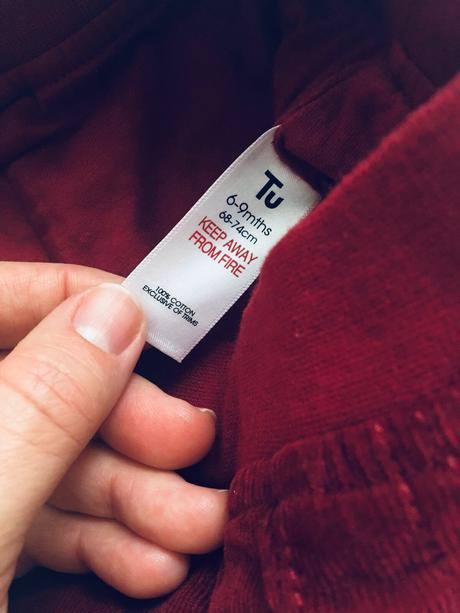 Tu
6-9mths
68-74cm
KEEP AWAY
FROM FIRE
100% COTTON
EXCLUSIVE OF TRIMS